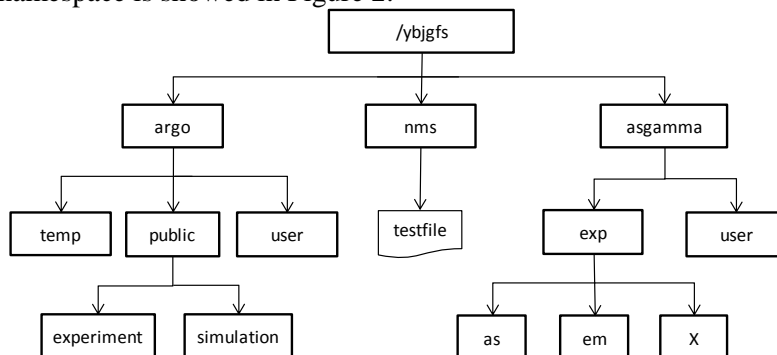 namespace is showed in Figure 2.
/ybjgfs
argo
nms
asgamma
temp
public
user
testfile
exp
user
experiment
simulation
as
em
X